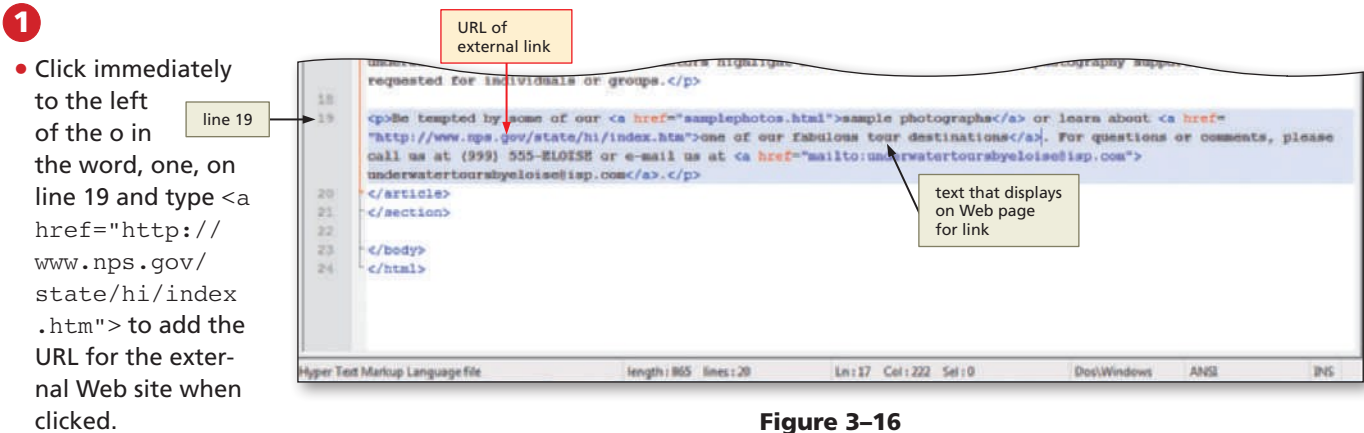 1
• Click immediately
to the left
of the o in
the word, one, on
line 19 and type <a
href="http://
www.nps.gov/
state/hi/index
.htm"> to add the
URL for the exter-
nal Web site when
clicked.
URL of
external link
line 19
requested for individuals or groups.</p>
18
19 <p>Be tempted by some of our <a href="samplephotos.html">sample photographs</a> or learn about <a href=
"http://www.nps.gov/state/hi/index.htm">one of our fabulous tour destinations</a>. For questions or comments, please
call us at (999) 555-ELOISE or e-mail us at <a href="mailto:underwatertoursbyeloise@isp.com">
underwatertoursbyeloise@isp.com</a>.</p>
20 </article>
21 </section>
22
23 </body>
24 </html>
text that displays
on Web page
for link
Hyper Text Markup Language file length : 865 lines : 20 Ln : 17 Col : 222 Sel : 0 Dos\Windows ANSI INS
Figure 3–16